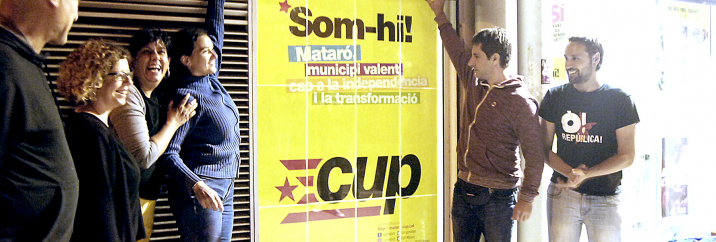 Som-hi!
Mataró,
municipi valent
cap a la independència
i la transformació
cup
Sí
Ò!
REPÚBLICA!